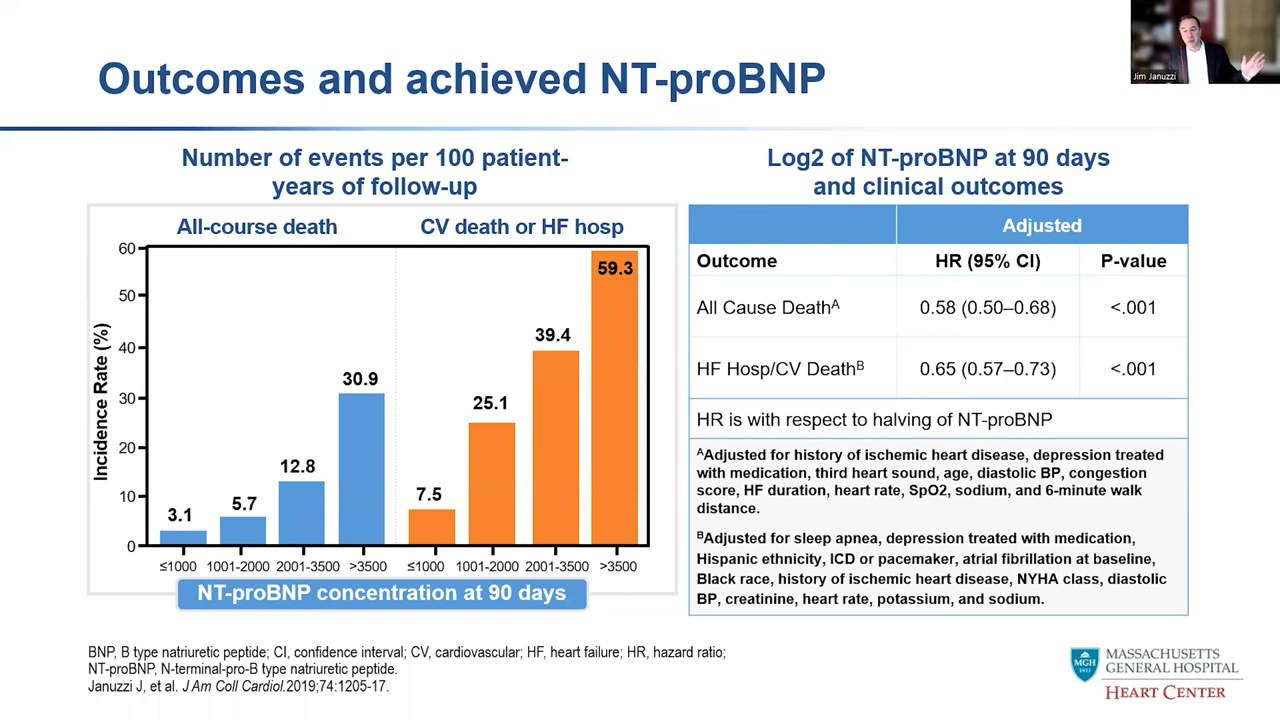 Outcomes and achieved NT-proBNP
Jim Januzzi
Number of events per 100 patient-
years of follow-up
All-course death
CV death or HF hosp
Incidence Rate (%)
60
50
40
30
20
10
0
3.1
5.7
12.8
30.9
7.5
25.1
39.4
59.3
≤1000 1001-2000 2001-3500 >3500 ≤1000 1001-2000 2001-3500 >3500
NT-proBNP concentration at 90 days
Log2 of NT-proBNP at 90 days
and clinical outcomes
Adjusted
Outcome HR (95% CI) P-value
All Cause Deathᴬ 0.58 (0.50–0.68) <.001
HF Hosp/CV Deathᴮ 0.65 (0.57–0.73) <.001
HR is with respect to halving of NT-proBNP
ᴬAdjusted for history of ischemic heart disease, depression treated
with medication, third heart sound, age, diastolic BP, congestion
score, HF duration, heart rate, SpO2, sodium, and 6-minute walk
distance.
ᴮAdjusted for sleep apnea, depression treated with medication,
Hispanic ethnicity, ICD or pacemaker, atrial fibrillation at baseline,
Black race, history of ischemic heart disease, NYHA class, diastolic
BP, creatinine, heart rate, potassium, and sodium.
BNP, B type natriuretic peptide; CI, confidence interval; CV, cardiovascular; HF, heart failure; HR, hazard ratio;
NT-proBNP, N-terminal-pro-B type natriuretic peptide.
Januzzi J, et al. J Am Coll Cardiol.2019;74:1205-17.
MGH
1811
MASSACHUSETTS
GENERAL HOSPITAL
HEART CENTER